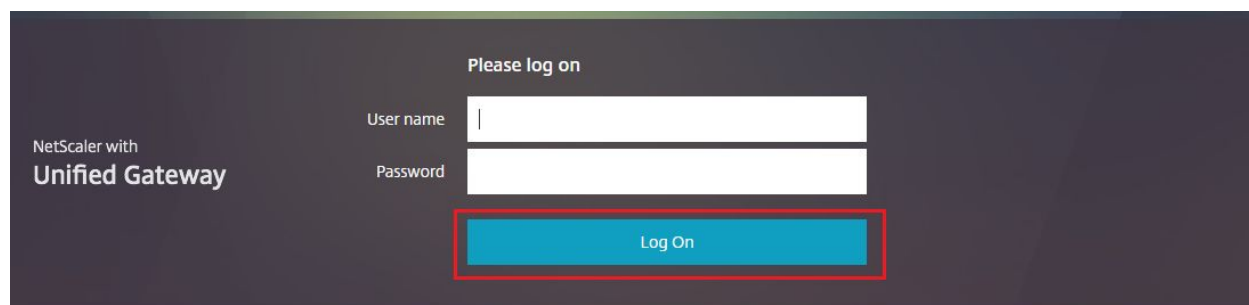 Please log on
User name
NetScaler with
Unified Gateway
Password
Log On